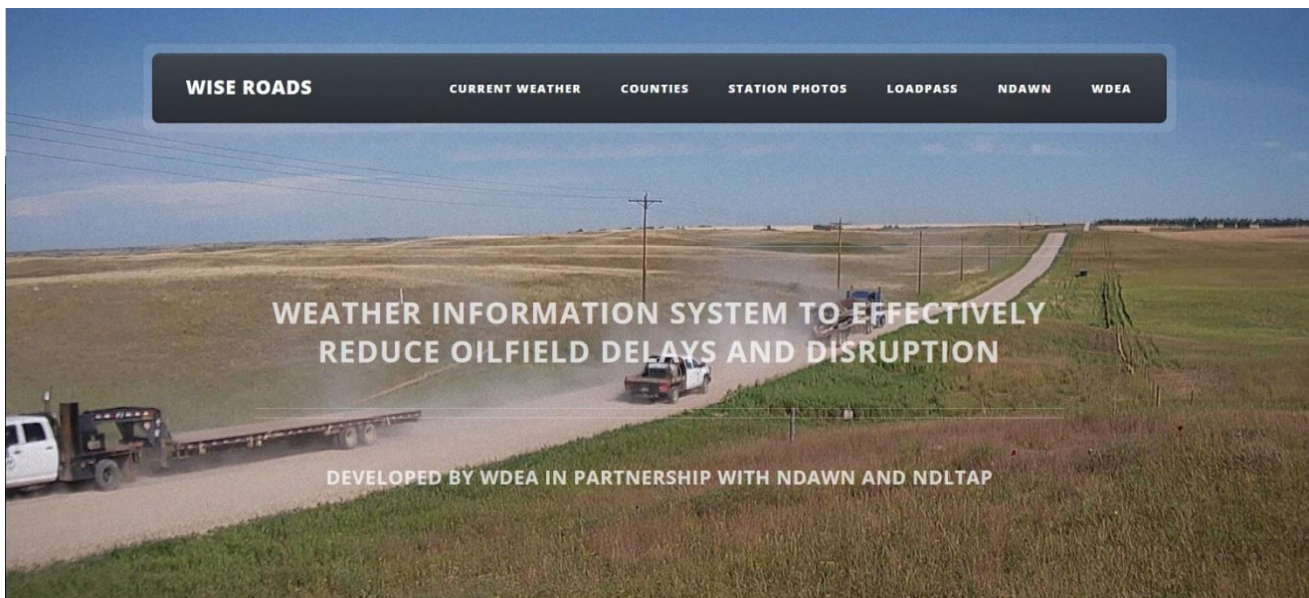 WISE ROADS CURRENT WEATHER COUNTIES STATION PHOTOS LOADPASS NDAWN WDEA
WEATHER INFORMATION SYSTEM TO EFFECTIVELY
REDUCE OILFIELD DELAYS AND DISRUPTION
DEVELOPED BY WDEA IN PARTNERSHIP WITH NDAWN AND NDLTAP